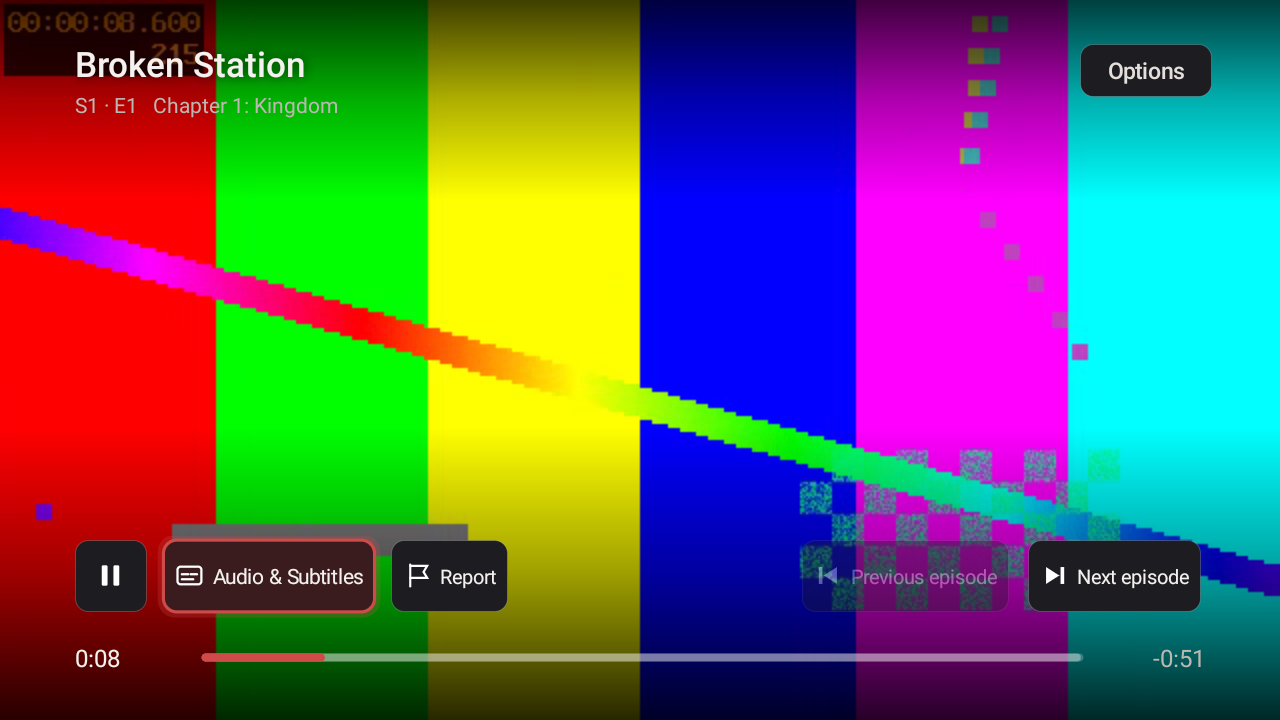 00:00:08.600
215
Broken Station
Options
S1 · E1 Chapter 1: Kingdom
Audio & Subtitles
Report
Previous episode
Next episode
0:08
-0:51